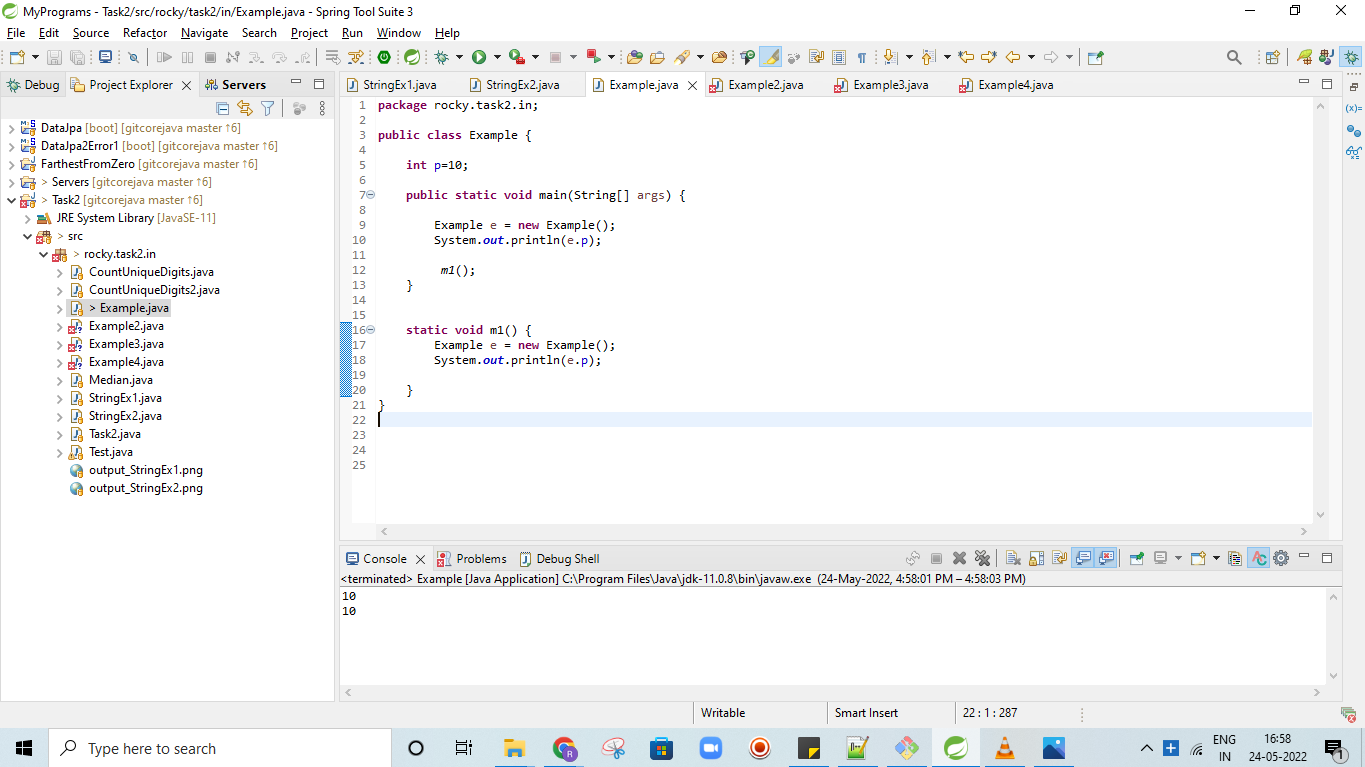 MyPrograms - Task2/src/rocky/task2/in/Example.java - Spring Tool Suite 3
File Edit Source Refactor Navigate Search Project Run Window Help
Debug Project Explorer Servers
DataJpa [boot] [gitcorejava master ↑6]
DataJpa2Error1 [boot] [gitcorejava master ↑6]
FarthestFromZero [gitcorejava master ↑6]
> Servers [gitcorejava master ↑6]
> Task2 [gitcorejava master ↑6]
JRE System Library [JavaSE-11]
> src
> rocky.task2.in
CountUniqueDigits.java
CountUniqueDigits2.java
> Example.java
Example2.java
Example3.java
Example4.java
Median.java
StringEx1.java
StringEx2.java
Task2.java
Test.java
output_StringEx1.png
output_StringEx2.png
StringEx1.java StringEx2.java Example.java Example2.java Example3.java Example4.java
1 package rocky.task2.in;
2
3 public class Example {
4
5 int p=10;
6
7 public static void main(String[] args) {
8
9 Example e = new Example();
10 System.out.println(e.p);
11
12 m1();
13 }
14
15
16 static void m1() {
17 Example e = new Example();
18 System.out.println(e.p);
19
20 }
21 }
22
23
24
25
Console Problems Debug Shell
<terminated> Example [Java Application] C:\Program Files\Java\jdk-11.0.8\bin\javaw.exe (24-May-2022, 4:58:01 PM – 4:58:03 PM)
10
10
Writable Smart Insert 22 : 1 : 287
Type here to search
ENG
IN
16:58
24-05-2022
1